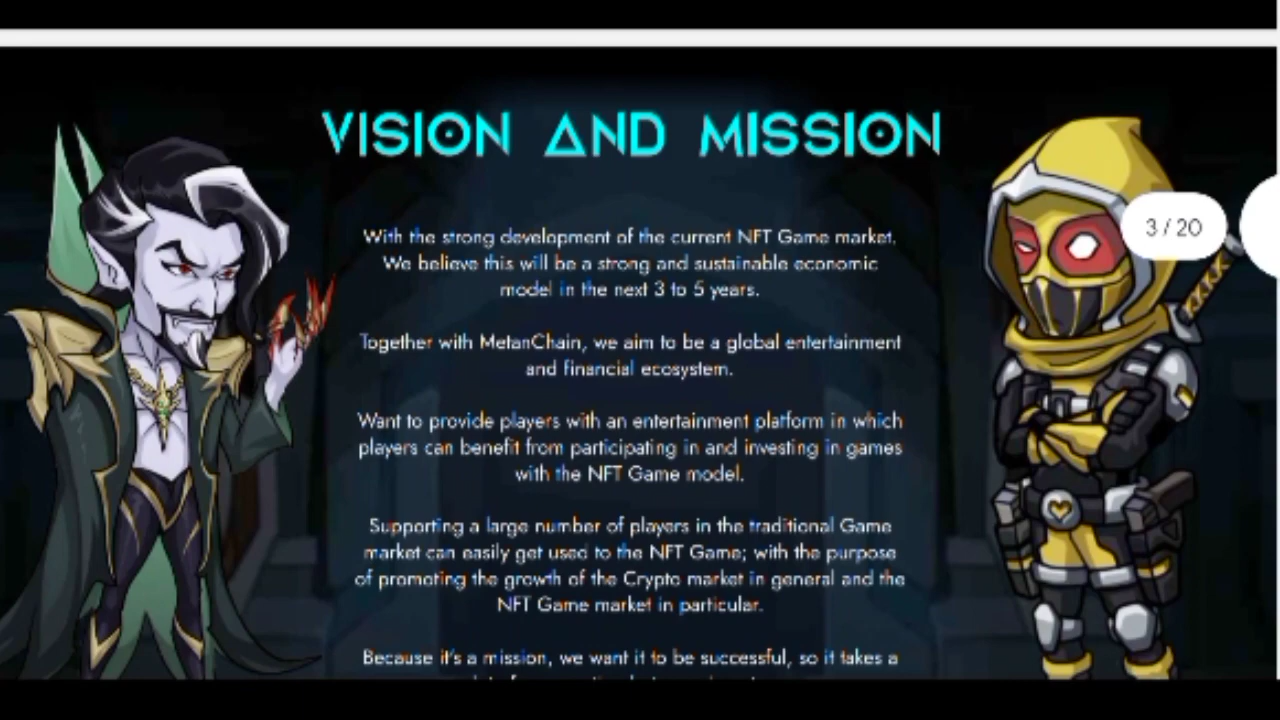 VISION AND MISSION
3 / 20
With the strong development of the current NFT Game market.
We believe this will be a strong and sustainable economic
model in the next 3 to 5 years.
Together with MetanChain, we aim to be a global entertainment
and financial ecosystem.
Want to provide players with an entertainment platform in which
players can benefit from participating in and investing in games
with the NFT Game model.
Supporting a large number of players in the traditional Game
market can easily get used to the NFT Game; with the purpose
of promoting the growth of the Crypto market in general and the
NFT Game market in particular.
Because it's a mission, we want it to be successful, so it takes a